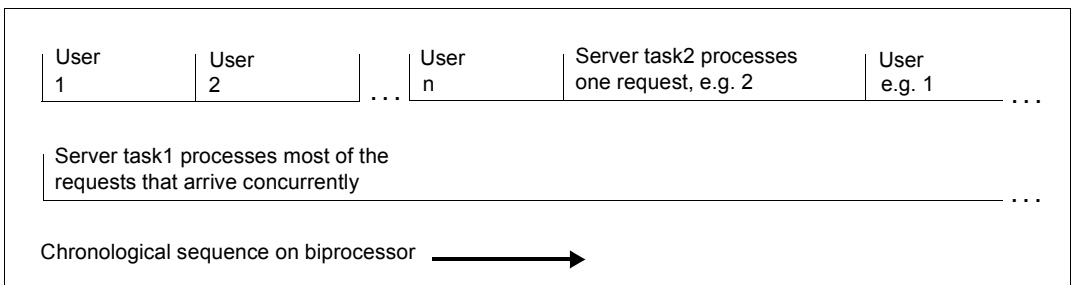 User
1
User
2
. . .
User
n
Server task2 processes
one request, e.g. 2
User
e.g. 1
. . .
Server task1 processes most of the
requests that arrive concurrently
. . .
Chronological sequence on biprocessor